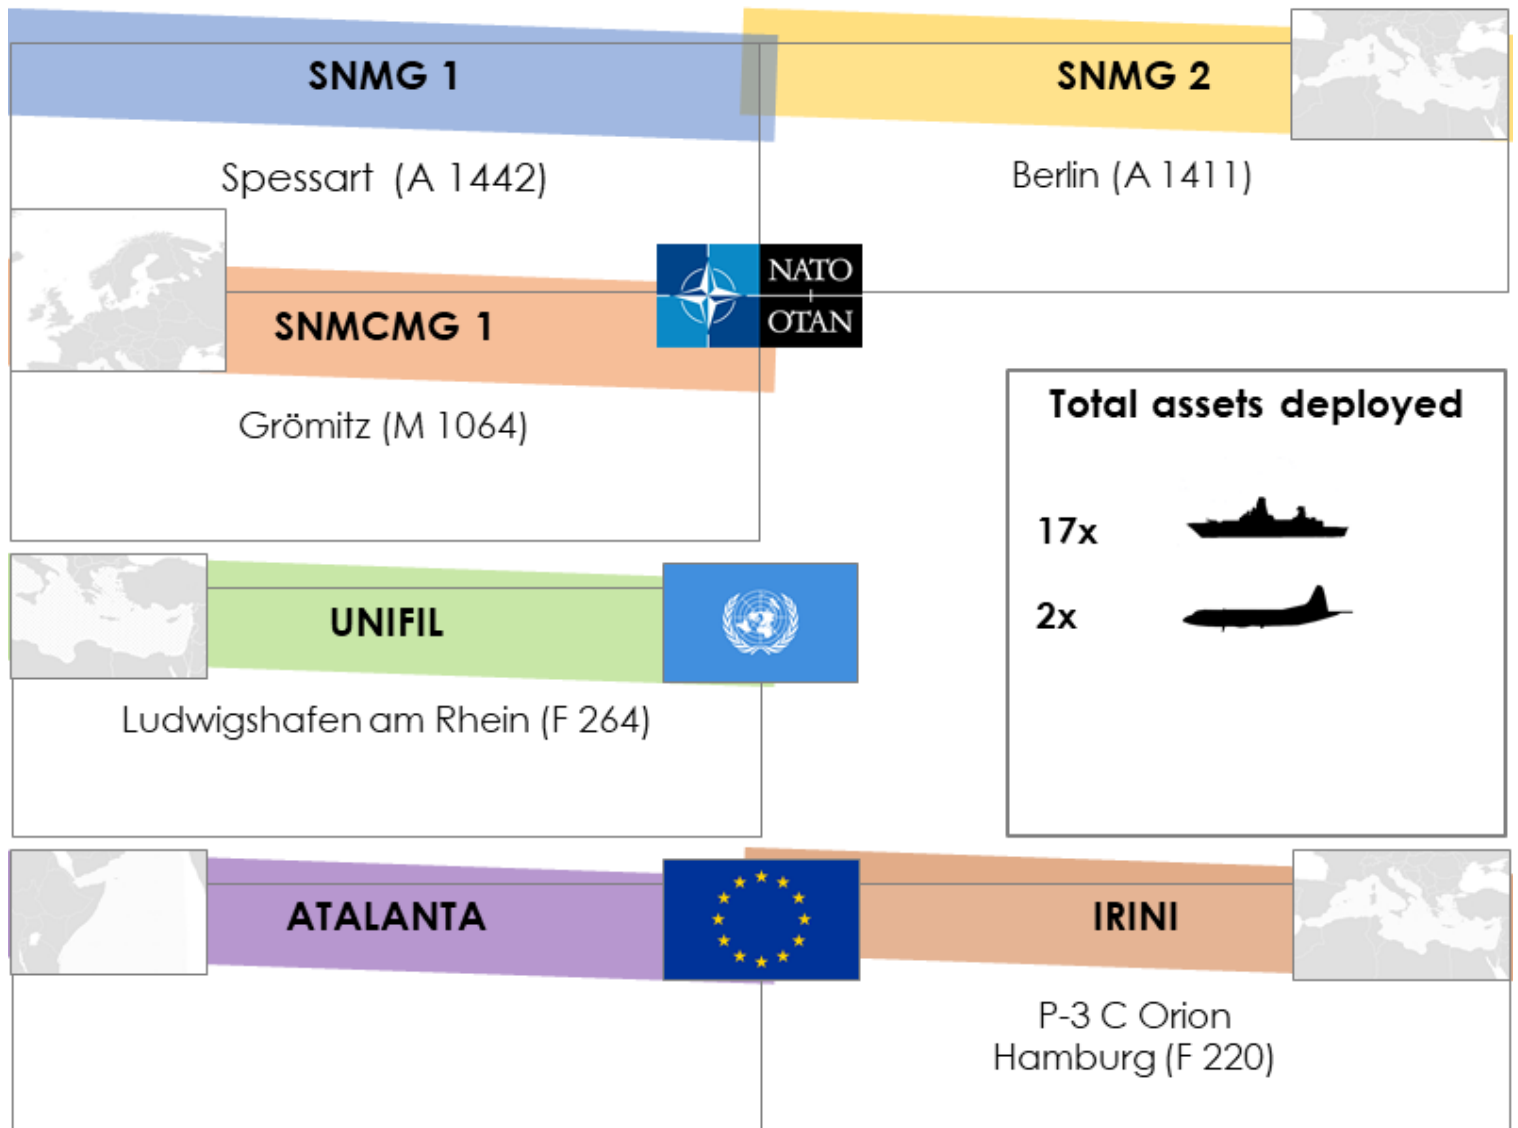 SNMG 1
Spessart (A 1442)
SNMG 2
Berlin (A 1411)
SNMCMG 1
Grömitz (M 1064)
NATO
OTAN
Total assets deployed
17x
2x
UNIFIL
Ludwigshafen am Rhein (F 264)
ATALANTA
IRINI
P-3 C Orion
Hamburg (F 220)